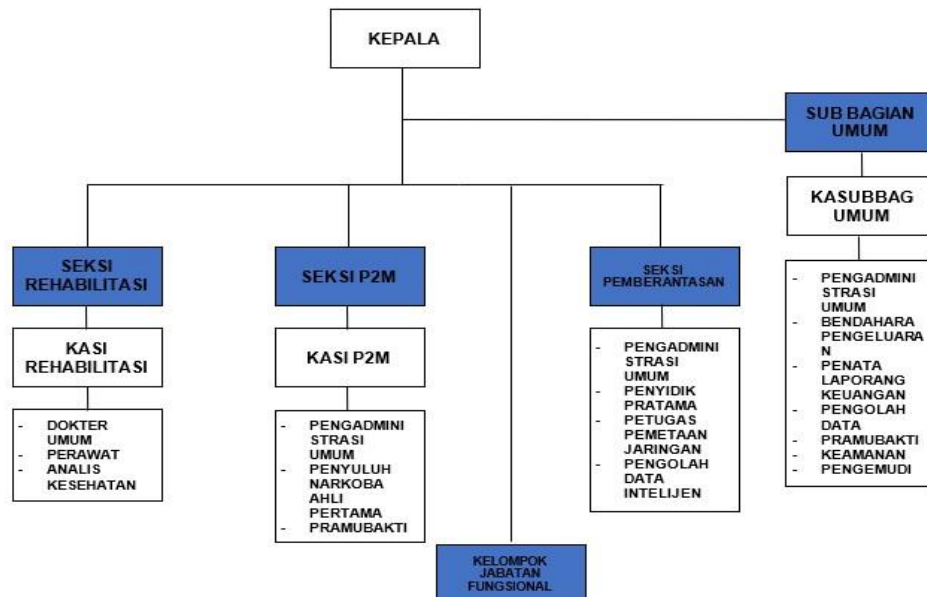 KEPALA
SUB BAGIAN
UMUM
KASUBBAG
UMUM
- PENGADMINI
STRASI
UMUM
- BENDAHARA
PENGELUARA
N
- PENATA
LAPORANG
KEUANGAN
- PENGOLAH
DATA
- PRAMUBAKTI
- KEAMANAN
- PENGEMUDI
SEKSI
REHABILITASI
KASI
REHABILITASI
- DOKTER
UMUM
- PERAWAT
- ANALIS
KESEHATAN
SEKSI P2M
KASI P2M
- PENGADMINI
STRASI
UMUM
- PENYULUH
NARKOBA
AHLI
PERTAMA
- PRAMUBAKTI
SEKSI
PEMBERANTASAN
- PENGADMINI
STRASI
UMUM
- PENYIDIK
PRATAMA
- PETUGAS
PEMETAAN
JARINGAN
- PENGOLAH
DATA
INTELIJEN
KELOMPOK
JABATAN
FUNGSIONAL